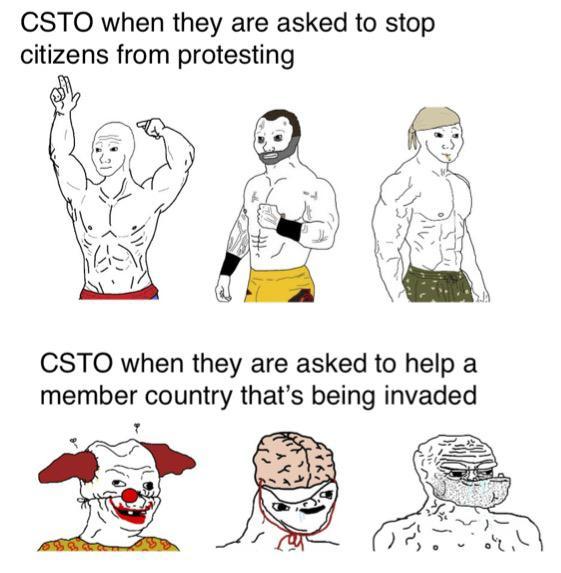 CSTO when they are asked to stop
citizens from protesting
CSTO when they are asked to help a
member country that’s being invaded